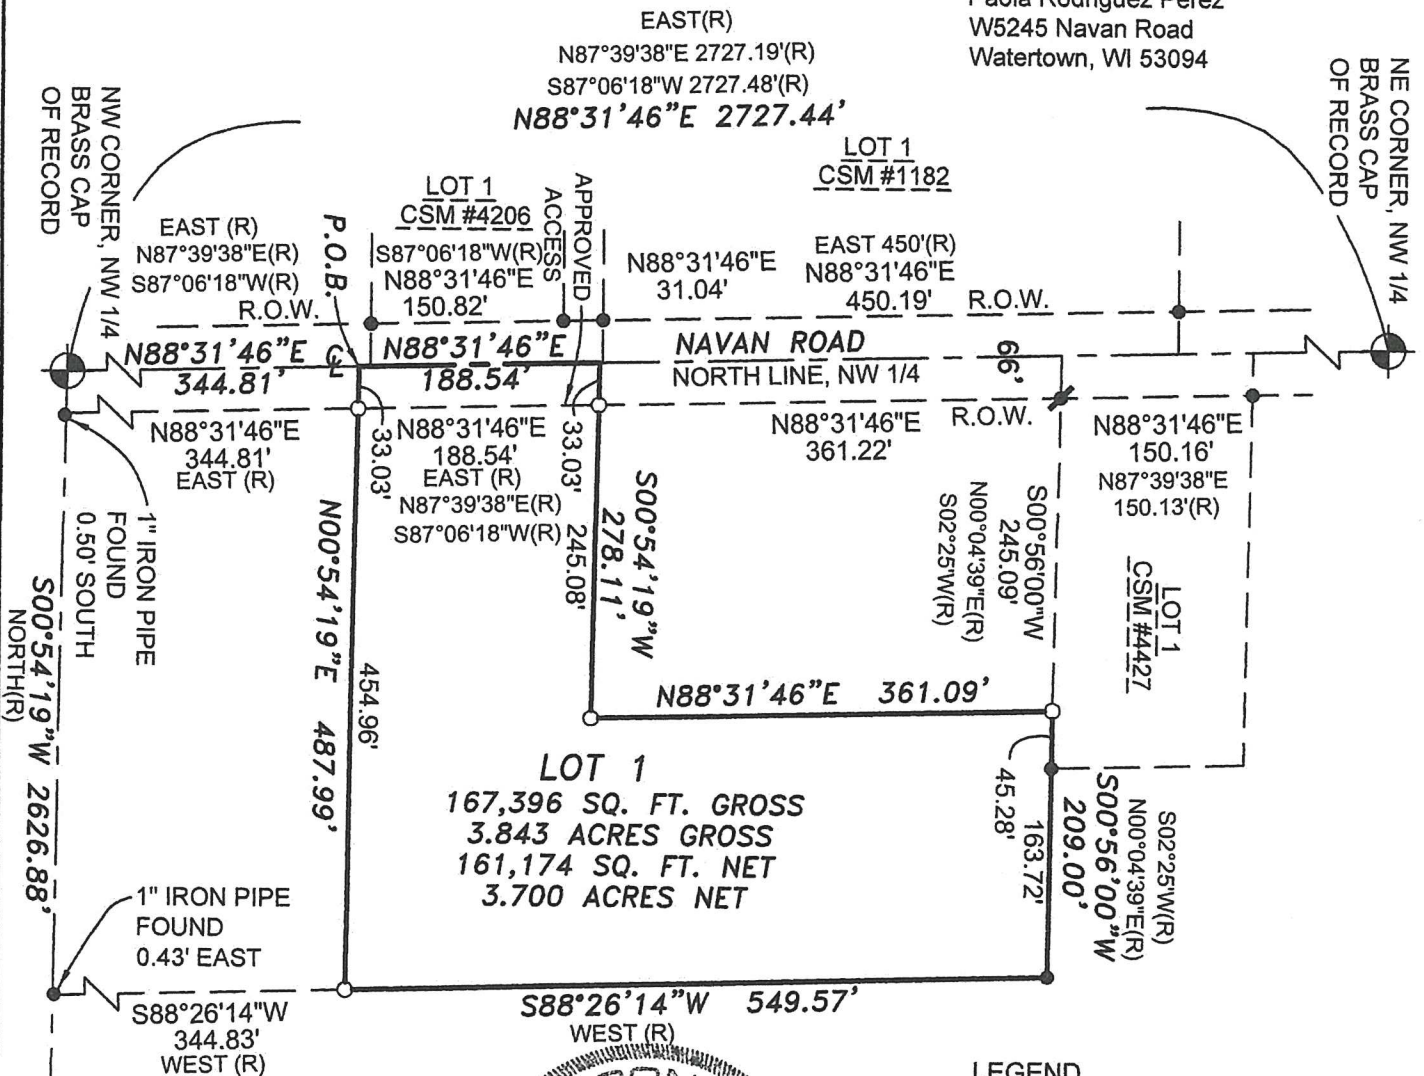 Paola Rodriguez Perez
W5245 Navan Road
Watertown, WI 53094
EAST(R)
N87°39'38"E 2727.19'(R)
S87°06'18"W 2727.48'(R)
N88°31'46"E 2727.44'
NW CORNER, NW 1/4
BRASS CAP
OF RECORD
NE CORNER, NW 1/4
BRASS CAP
OF RECORD
LOT 1
CSM #1182
LOT 1
CSM #4206
APPROVED
ACCESS
EAST (R)
N87°39'38"E(R)
S87°06'18"W(R)
R.O.W.
P.O.B.
S87°06'18"W(R)
N88°31'46"E
150.82'
N88°31'46"E
31.04'
EAST 450'(R)
N88°31'46"E
450.19'
R.O.W.
N88°31'46"E
344.81'
CL
N88°31'46"E
188.54'
NAVAN ROAD
NORTH LINE, NW 1/4
66'
R.O.W.
N88°31'46"E
344.81'
EAST (R)
33.03'
N88°31'46"E
188.54'
EAST (R)
N87°39'38"E(R)
S87°06'18"W(R)
33.03'
245.08'
S00°54'19"W
278.11'
N88°31'46"E
361.22'
N88°31'46"E
150.16'
N87°39'38"E
150.13'(R)
S00°56'00"W
245.09'
N00°04'39"E(R)
S02°25'W(R)
LOT 1
CSM #4427
1" IRON PIPE
FOUND
0.50' SOUTH
S00°54'19"W 2626.88'
NORTH(R)
N00°54'19"E 487.99'
454.96'
N88°31'46"E 361.09'
LOT 1
167,396 SQ. FT. GROSS
3.843 ACRES GROSS
161,174 SQ. FT. NET
3.700 ACRES NET
45.28'
163.72'
S00°56'00"W
209.00'
N00°04'39"E(R)
S02°25'W(R)
1" IRON PIPE
FOUND
0.43' EAST
S88°26'14"W
344.83'
WEST (R)
S88°26'14"W 549.57'
WEST (R)
LEGEND